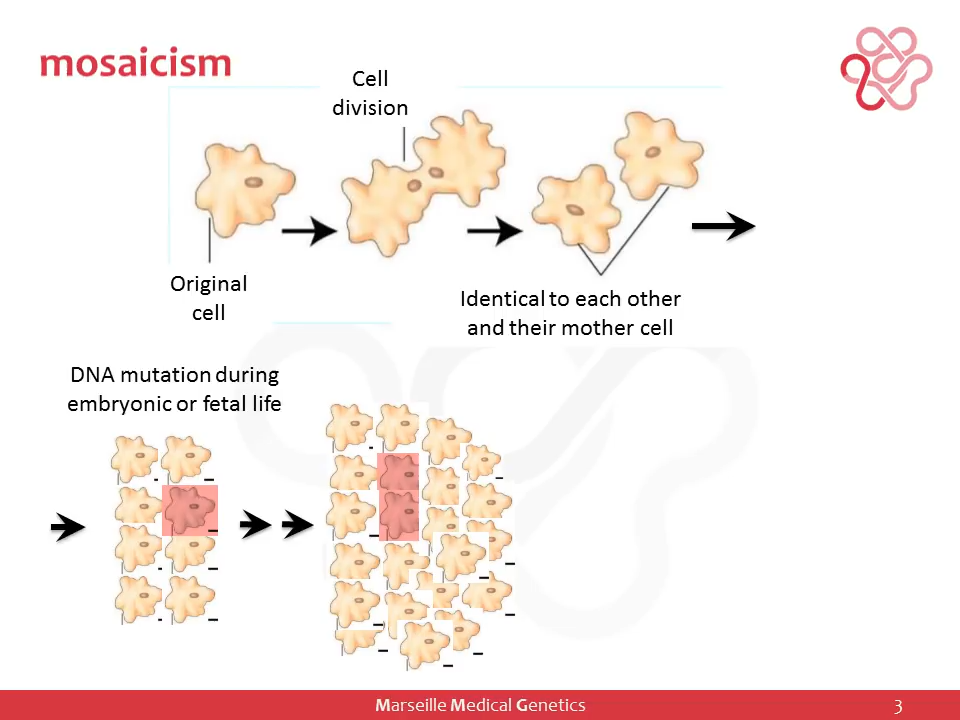 mosaicism
Cell
division
Original
cell
Identical to each other
and their mother cell
DNA mutation during
embryonic or fetal life
Marseille Medical Genetics
3